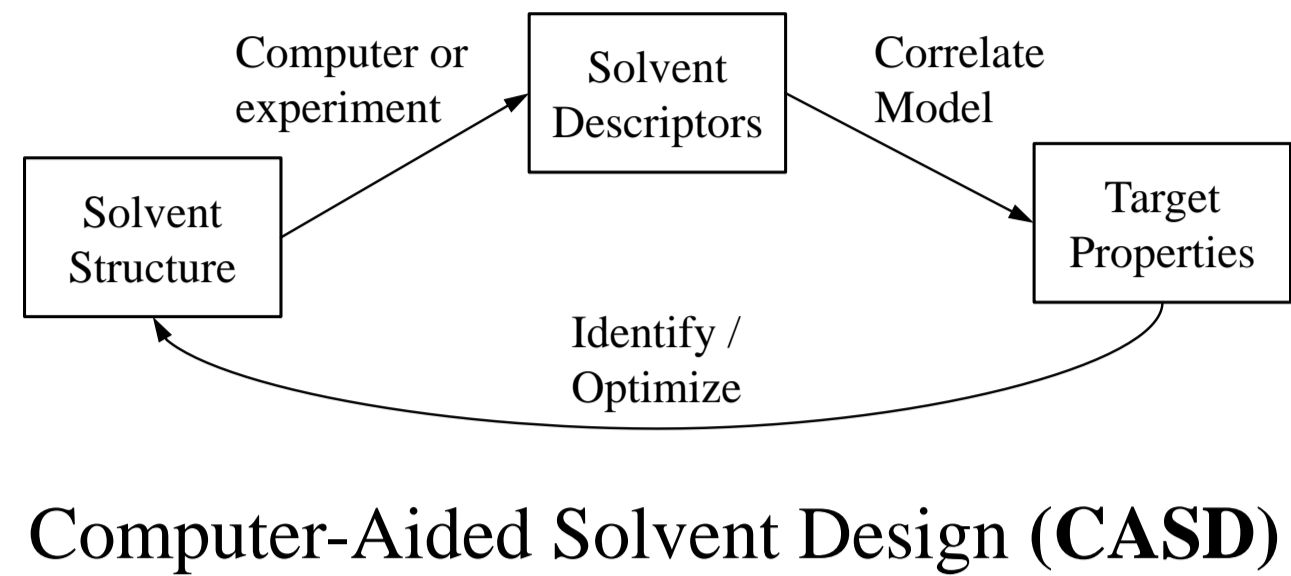 Computer or
experiment
Solvent
Descriptors
Correlate
Model
Solvent
Structure
Target
Properties
Identify /
Optimize
Computer-Aided Solvent Design (CASD)